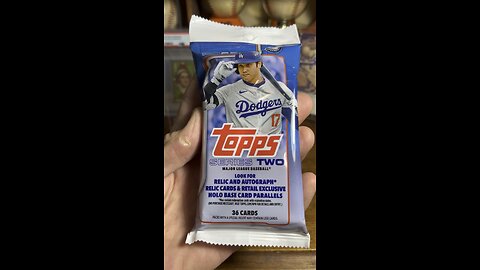 Dodgers
17
Topps
SERIES TWO
MAJOR LEAGUE BASEBALL
LOOK FOR
RELIC AND AUTOGRAPH*
RELIC CARDS & RETAIL EXCLUSIVE
HOLO BASE CARD PARALLELS
36 CARDS